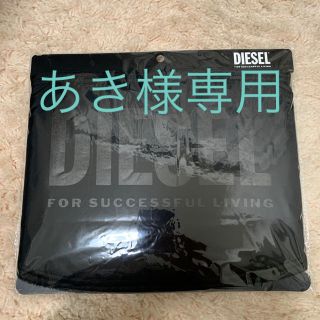 DIESEL
FOR SUCCESSFUL LIVING
あき様専用
DIESEL
FOR SUCCESSFUL LIVING